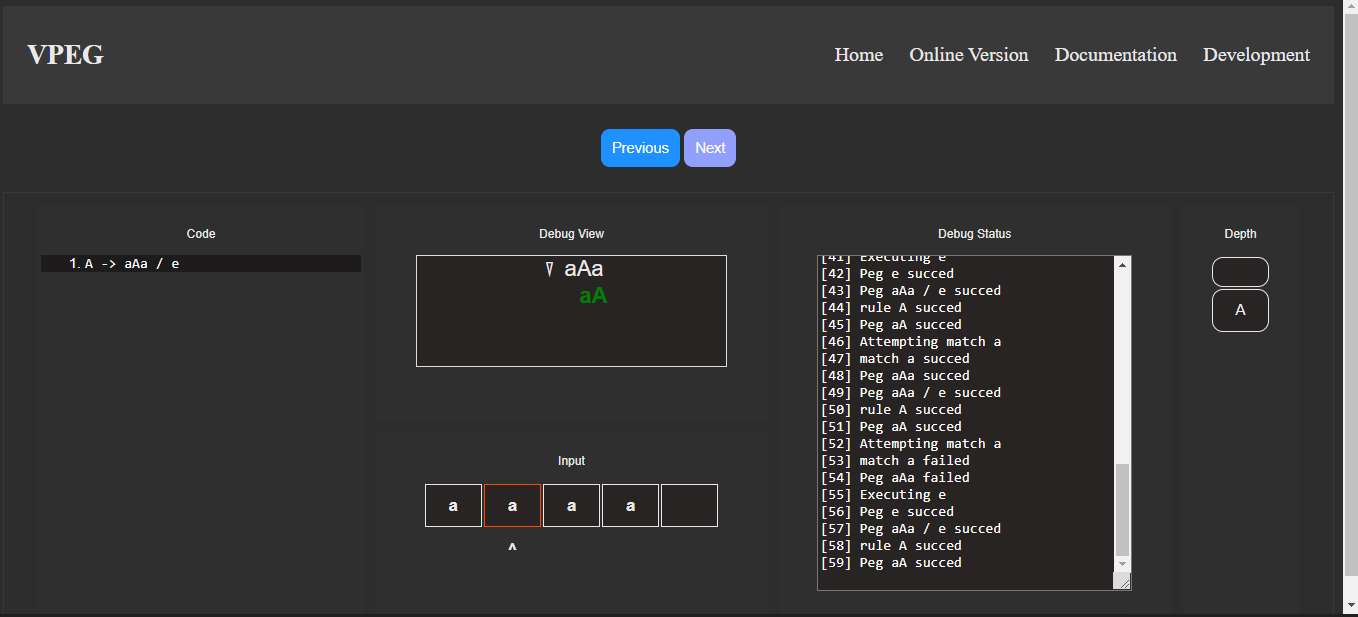 VPEG
Home Online Version Documentation Development
Previous Next
Code
1. A -> aAa / e
Debug View
aAa
aA
Input
a a a a
^
Debug Status
[41] Executing e
[42] Peg e succed
[43] Peg aAa / e succed
[44] rule A succed
[45] Peg aA succed
[46] Attempting match a
[47] match a succed
[48] Peg aAa succed
[49] Peg aAa / e succed
[50] rule A succed
[51] Peg aA succed
[52] Attempting match a
[53] match a failed
[54] Peg aAa failed
[55] Executing e
[56] Peg e succed
[57] Peg aAa / e succed
[58] rule A succed
[59] Peg aA succed
Depth
A